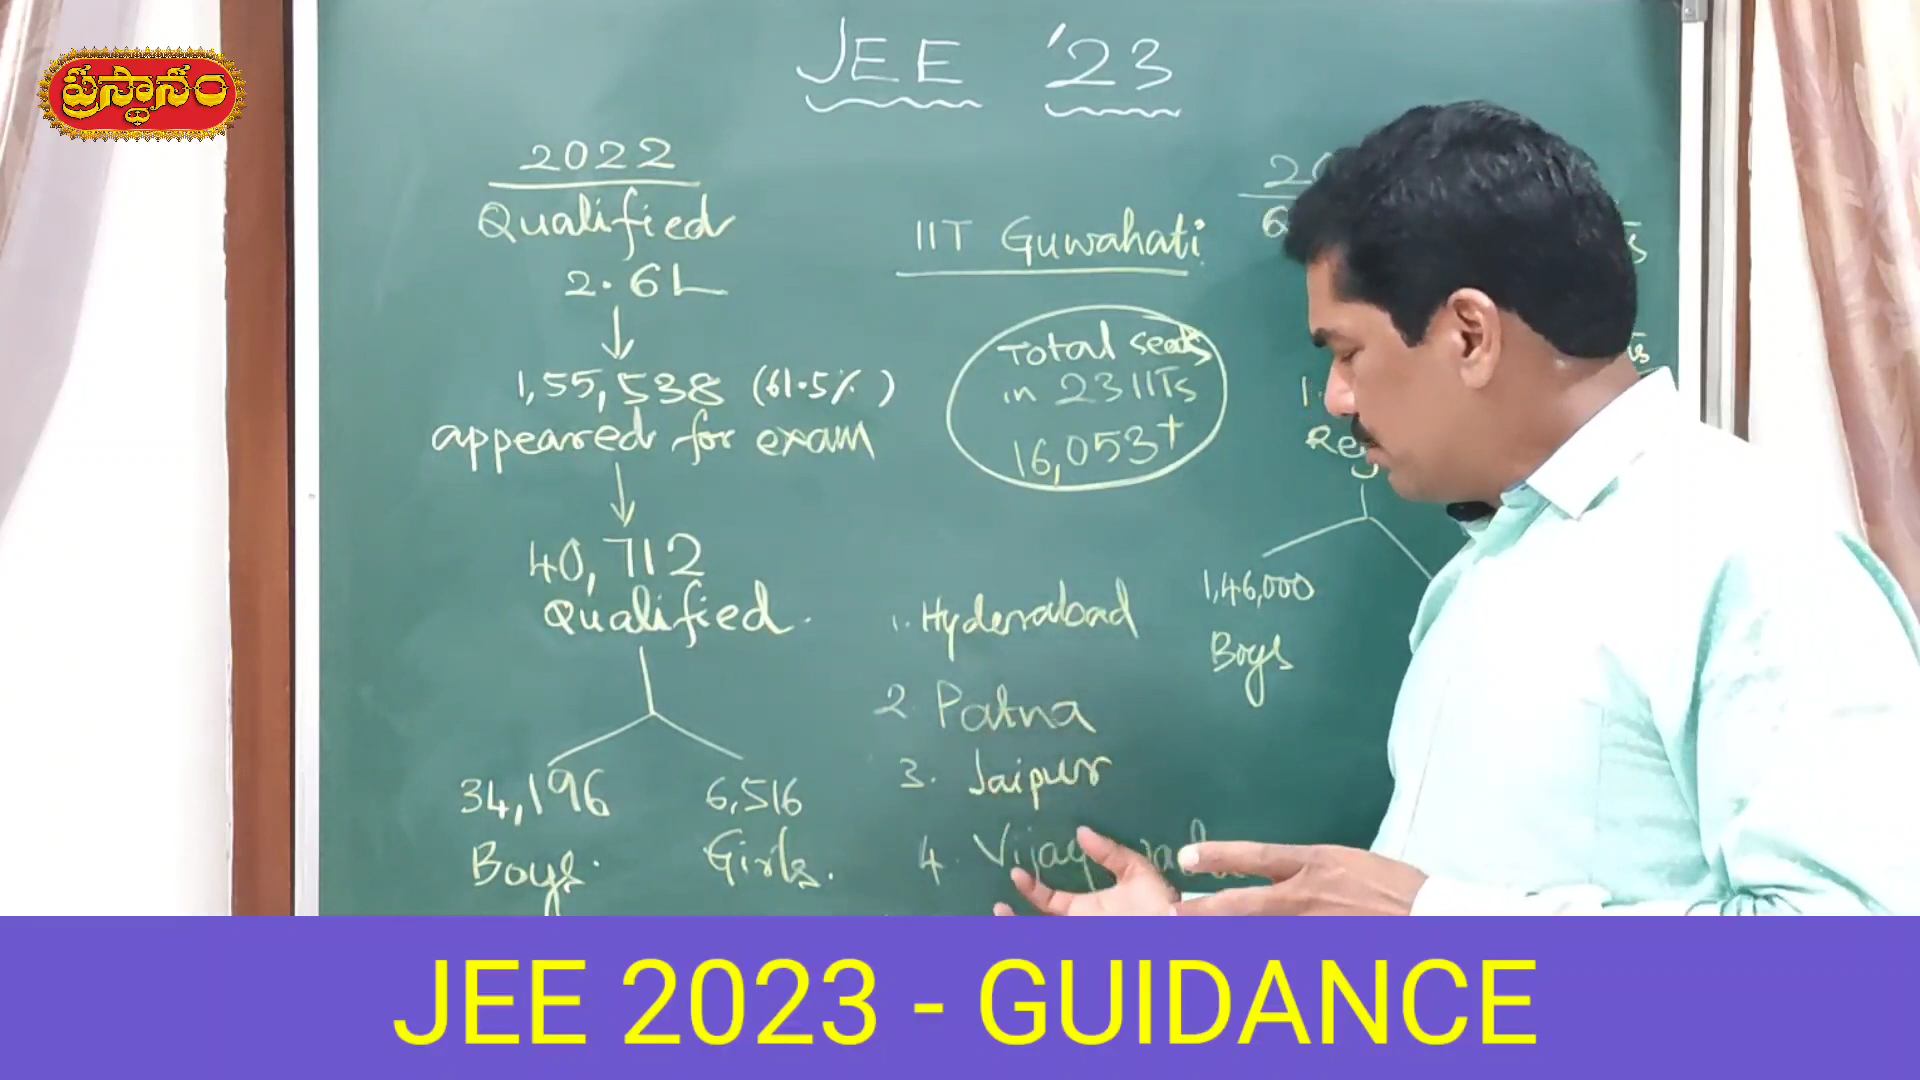 ప్రస్థానం
JEE '23
2022
Qualified
2.6L
1,55,538 (61.5%)
appeared for exam
40,712
Qualified.
34,196
Boys.
6,516
Girls.
IIT Guwahati
Total seats
in 23 IITs
16,053+
1. Hyderabad
2. Patna
3. Jaipur
4.
1,46,000
Boys
JEE 2023 - GUIDANCE